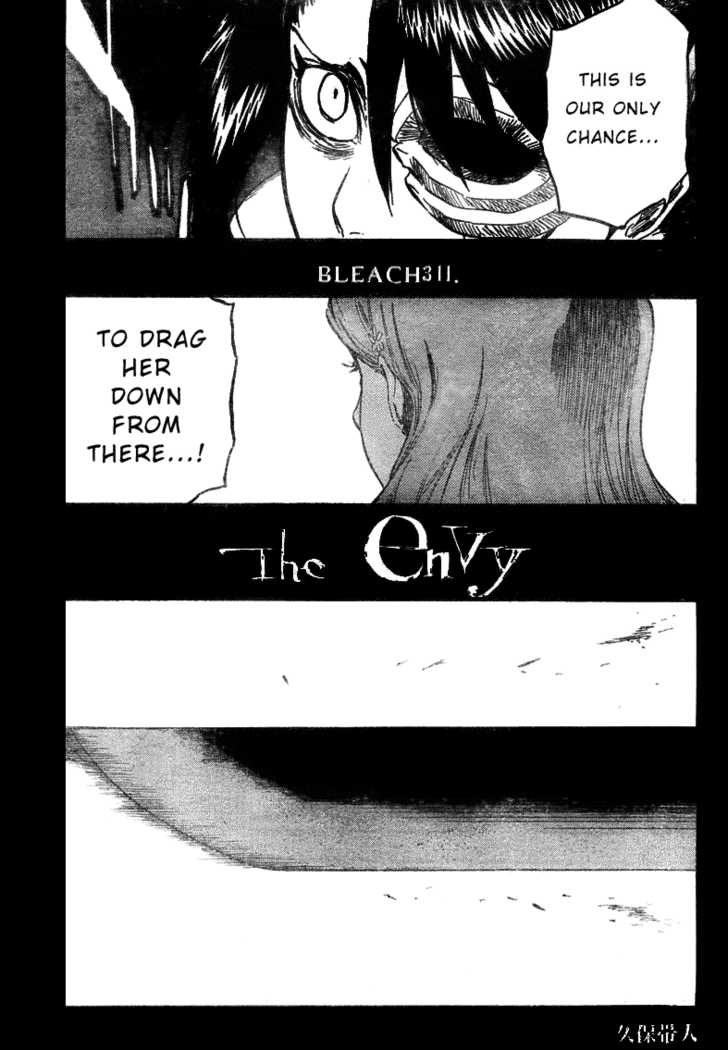 THIS IS
OUR ONLY
CHANCE...
BLEACH311.
TO DRAG
HER
DOWN
FROM
THERE...!
The Envy
久保帯人